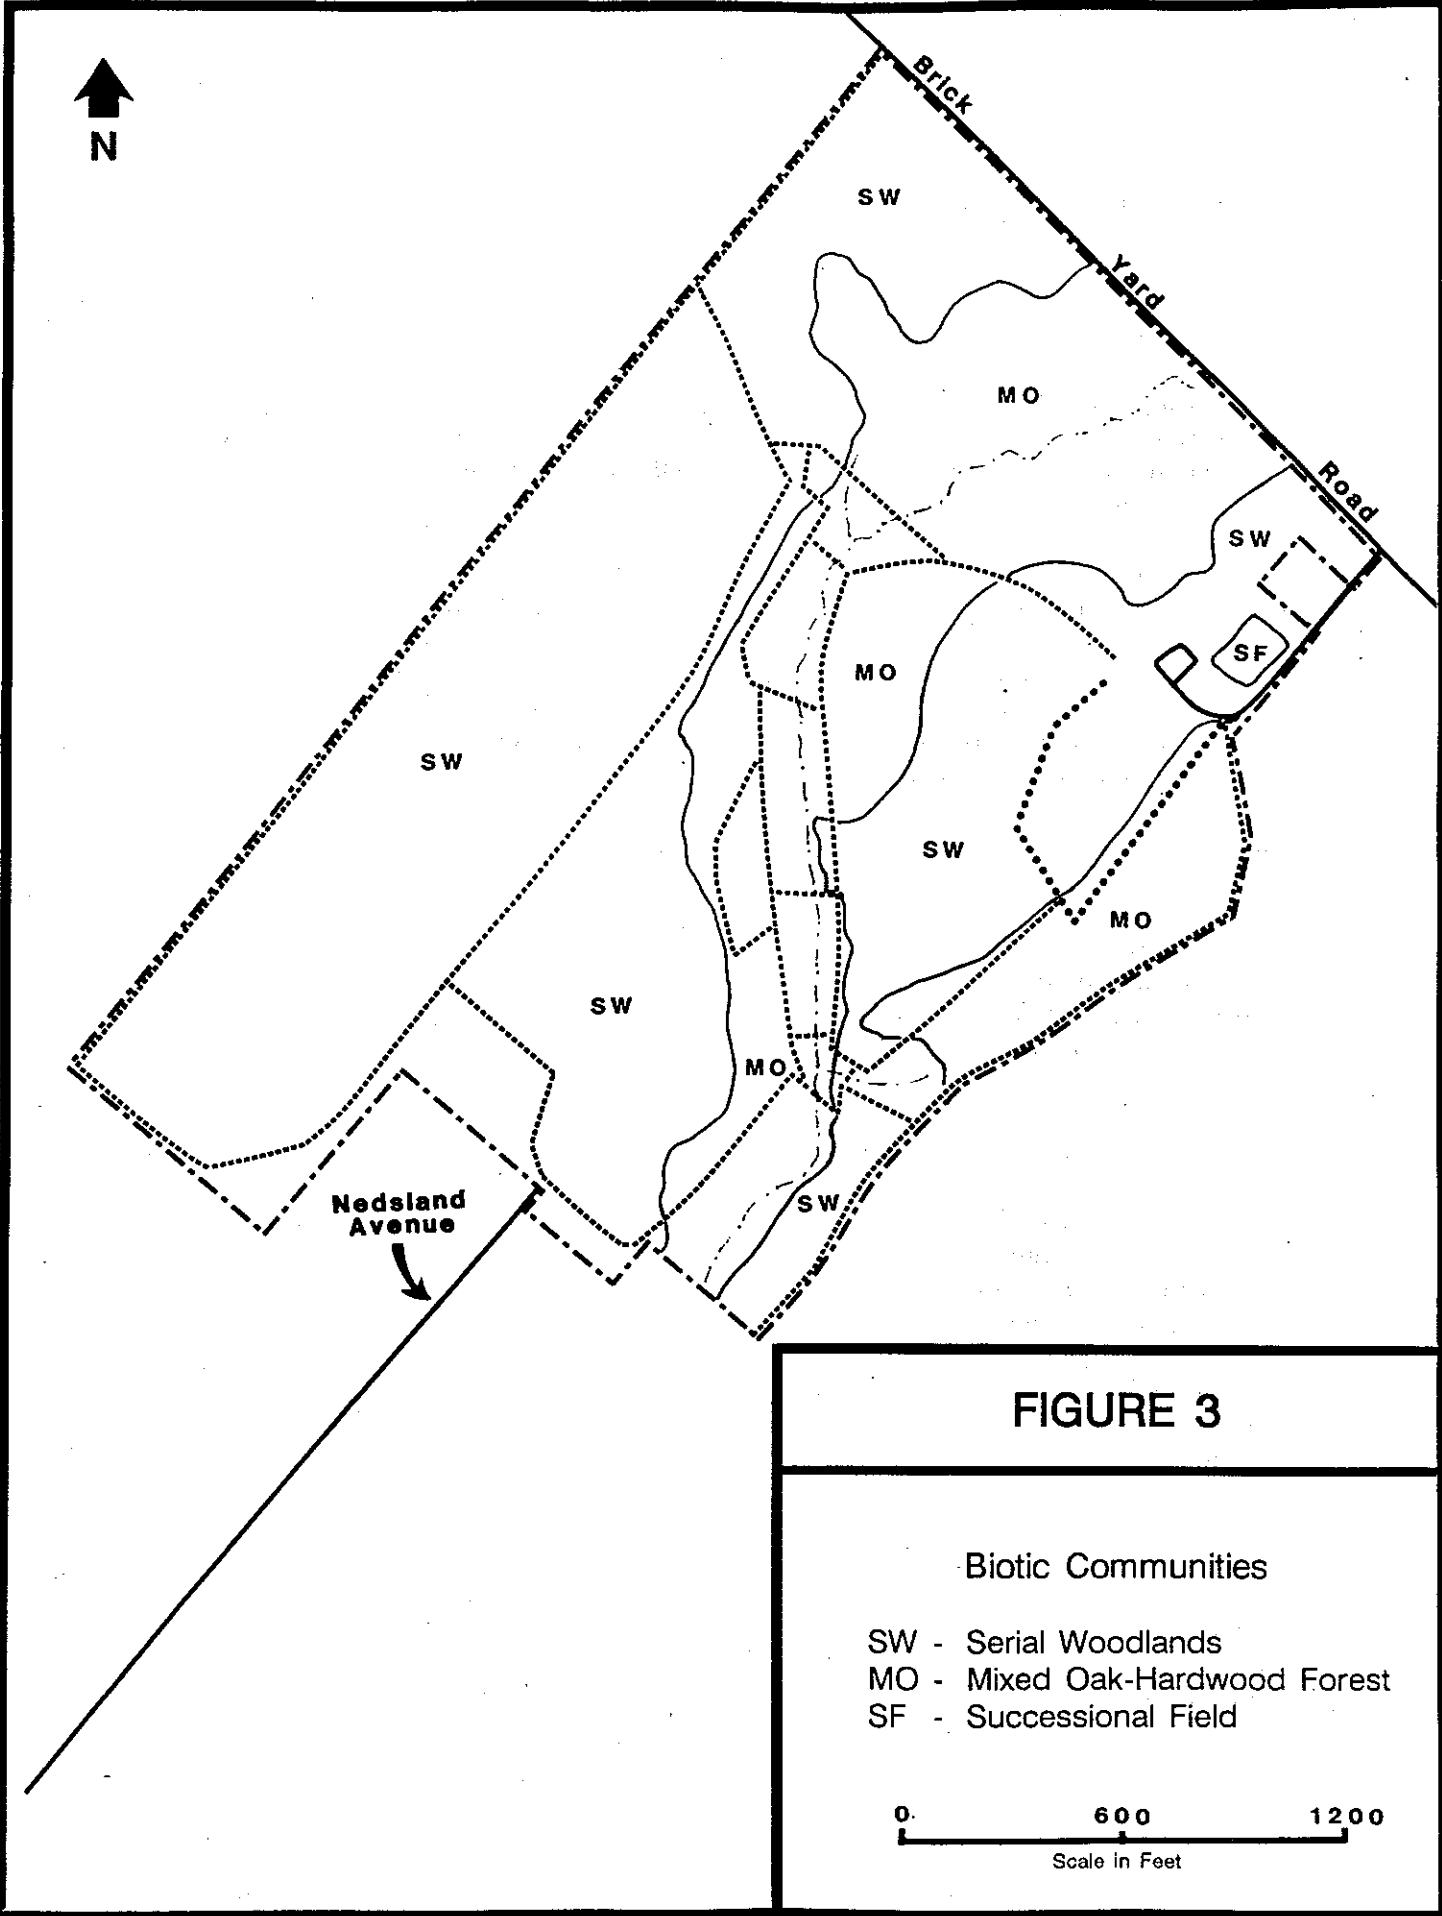 N
Brick
Yard
Road
SW
MO
SW
SF
MO
SW
SW
MO
SW
MO
SW
Nedsland
Avenue
SW
FIGURE 3
Biotic Communities
SW - Serial Woodlands
MO - Mixed Oak-Hardwood Forest
SF - Successional Field
0 600 1200
Scale in Feet